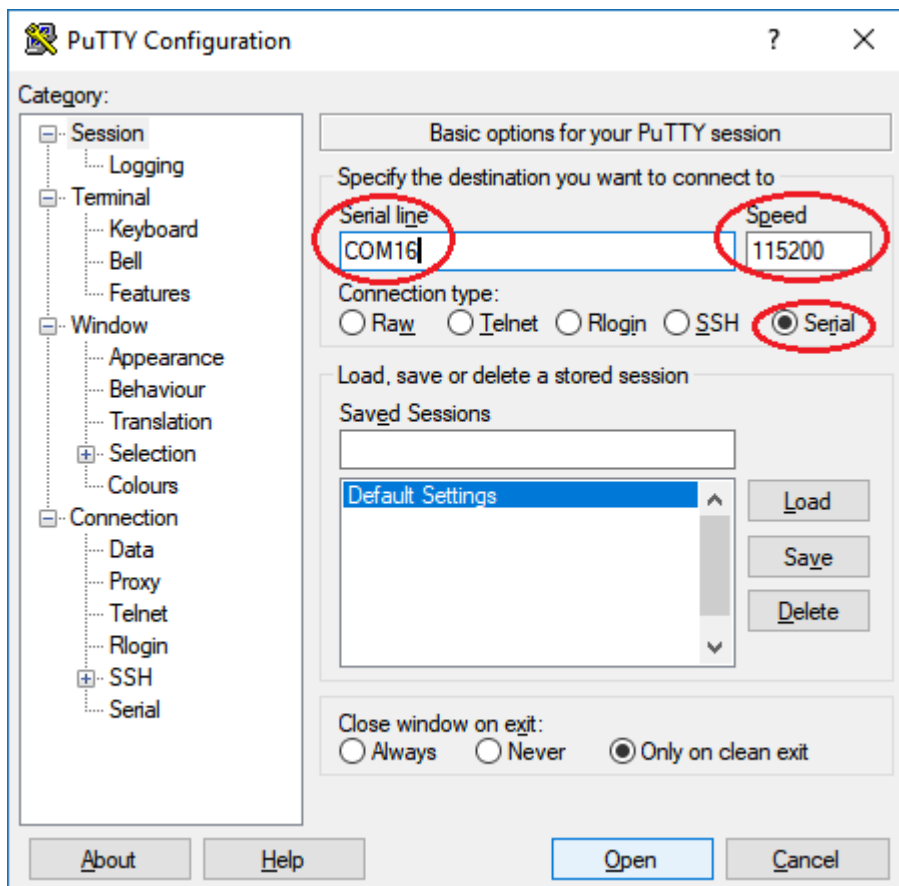 PuTTY Configuration
?
Category:
Session
Logging
Terminal
Keyboard
Bell
Features
Window
Appearance
Behaviour
Translation
Selection
Colours
Connection
Data
Proxy
Telnet
Rlogin
SSH
Serial
Basic options for your PuTTY session
Specify the destination you want to connect to
Serial line Speed
COM16 115200
Connection type:
Raw Telnet Rlogin SSH Serial
Load, save or delete a stored session
Saved Sessions
Default Settings
Load
Save
Delete
Close window on exit:
Always Never Only on clean exit
About Help Open Cancel